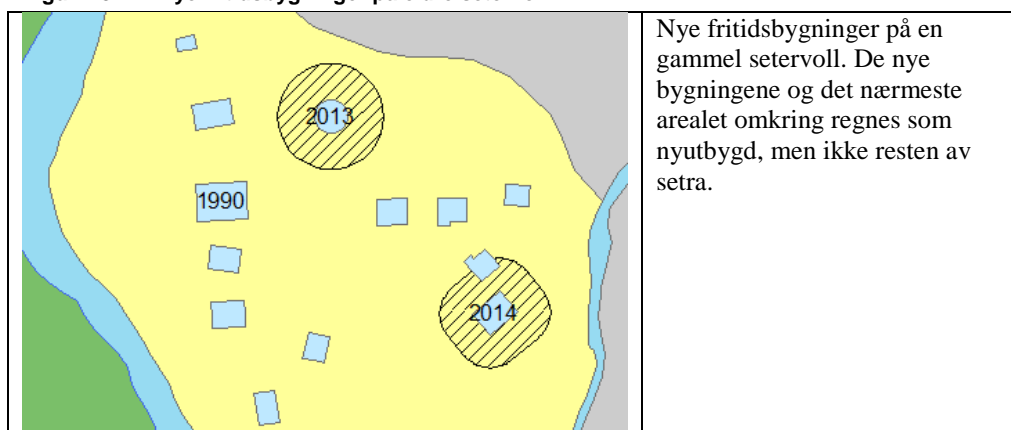 2013
1990
2014
Nye fritidsbygninger på en
gammel setervoll. De nye
bygningene og det nærmeste
arealet omkring regnes som
nyutbygd, men ikke resten av
setra.